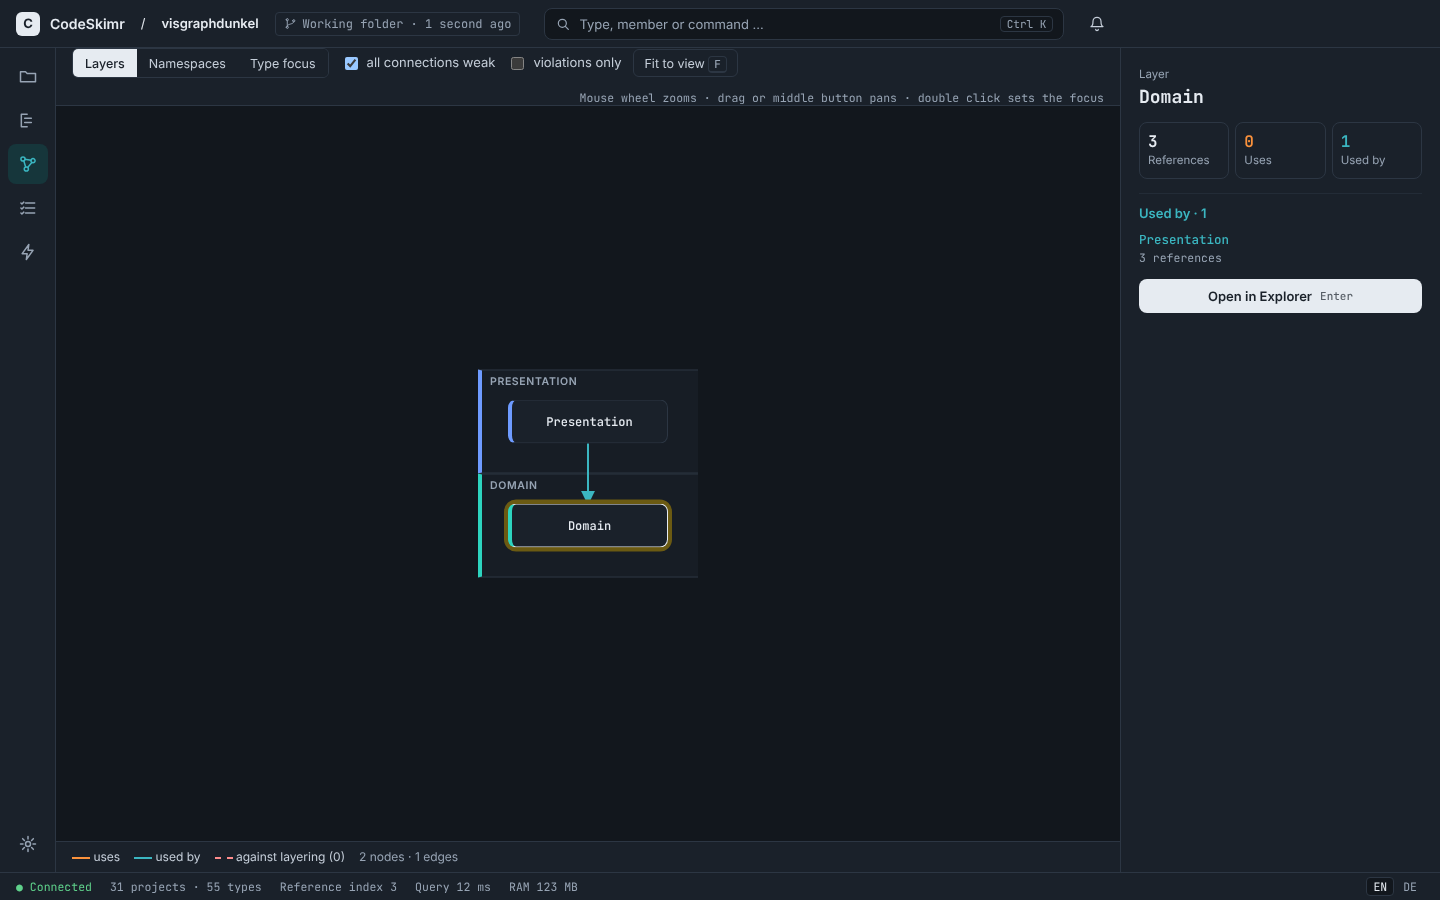 C CodeSkimr / visgraphdunkel Working folder · 1 second ago Type, member or command ... Ctrl K
Layers Namespaces Type focus all connections weak violations only Fit to view F
Mouse wheel zooms · drag or middle button pans · double click sets the focus
PRESENTATION
Presentation
DOMAIN
Domain
Layer
Domain
3 0 1
References Uses Used by
Used by · 1
Presentation
3 references
Open in Explorer Enter
uses used by against layering (0) 2 nodes · 1 edges
Connected 31 projects · 55 types Reference index 3 Query 12 ms RAM 123 MB EN DE